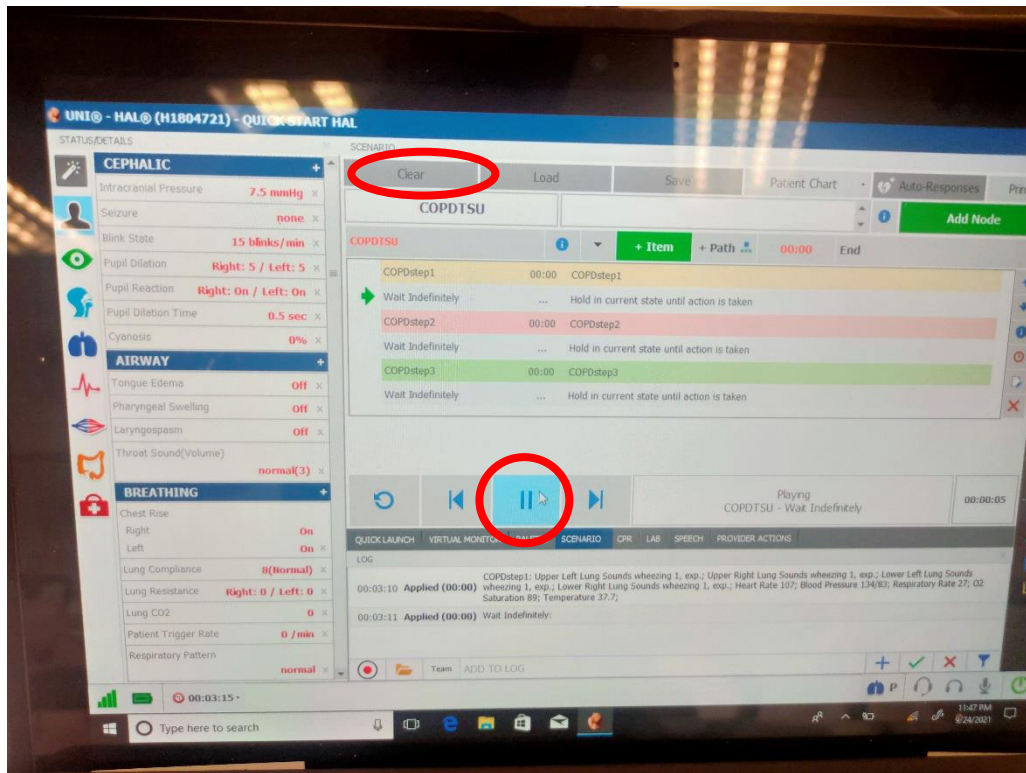 UNI® - HAL® (H1804721) - QUICK START HAL
STATUS/DETAILS
CEPHALIC +
Intracranial Pressure 7.5 mmHg ×
Seizure none ×
Blink State 15 blinks/min ×
Pupil Dilation Right: 5 / Left: 5 ×
Pupil Reaction Right: On / Left: On ×
Pupil Dilation Time 0.5 sec ×
Cyanosis 0% ×
AIRWAY +
Tongue Edema Off ×
Pharyngeal Swelling Off ×
Laryngospasm Off ×
Throat Sound(Volume)
normal(3) ×
BREATHING +
Chest Rise
Right On
Left On ×
Lung Compliance 8(Normal) ×
Lung Resistance Right: 0 / Left: 0 ×
Lung CO2 0 ×
Patient Trigger Rate 0 /min ×
Respiratory Pattern
normal ×
SCENARIO
Clear Load Save Patient Chart Auto-Responses
COPDTSU Add Node
COPDTSU + Item + Path 00:00 End
COPDstep1 00:00 COPDstep1
Wait Indefinitely ... Hold in current state until action is taken
COPDstep2 00:00 COPDstep2
Wait Indefinitely ... Hold in current state until action is taken
COPDstep3 00:00 COPDstep3
Wait Indefinitely ... Hold in current state until action is taken
Playing
COPDTSU - Wait Indefinitely
00:00:05
QUICK LAUNCH VIRTUAL MONITOR SCENARIO CPR LAB SPEECH PROVIDER ACTIONS
LOG
00:03:10 Applied (00:00) COPDstep1: Upper Left Lung Sounds wheezing 1, exp.; Upper Right Lung Sounds wheezing 1, exp.; Lower Left Lung Sounds
wheezing 1, exp.; Lower Right Lung Sounds wheezing 1, exp.; Heart Rate 107; Blood Pressure 134/83; Respiratory Rate 27; O2
Saturation 89; Temperature 37.7;
00:03:11 Applied (00:00) Wait Indefinitely:
Team ADD TO LOG
P
00:03:15
Type here to search
11:47 PM
9/24/2021